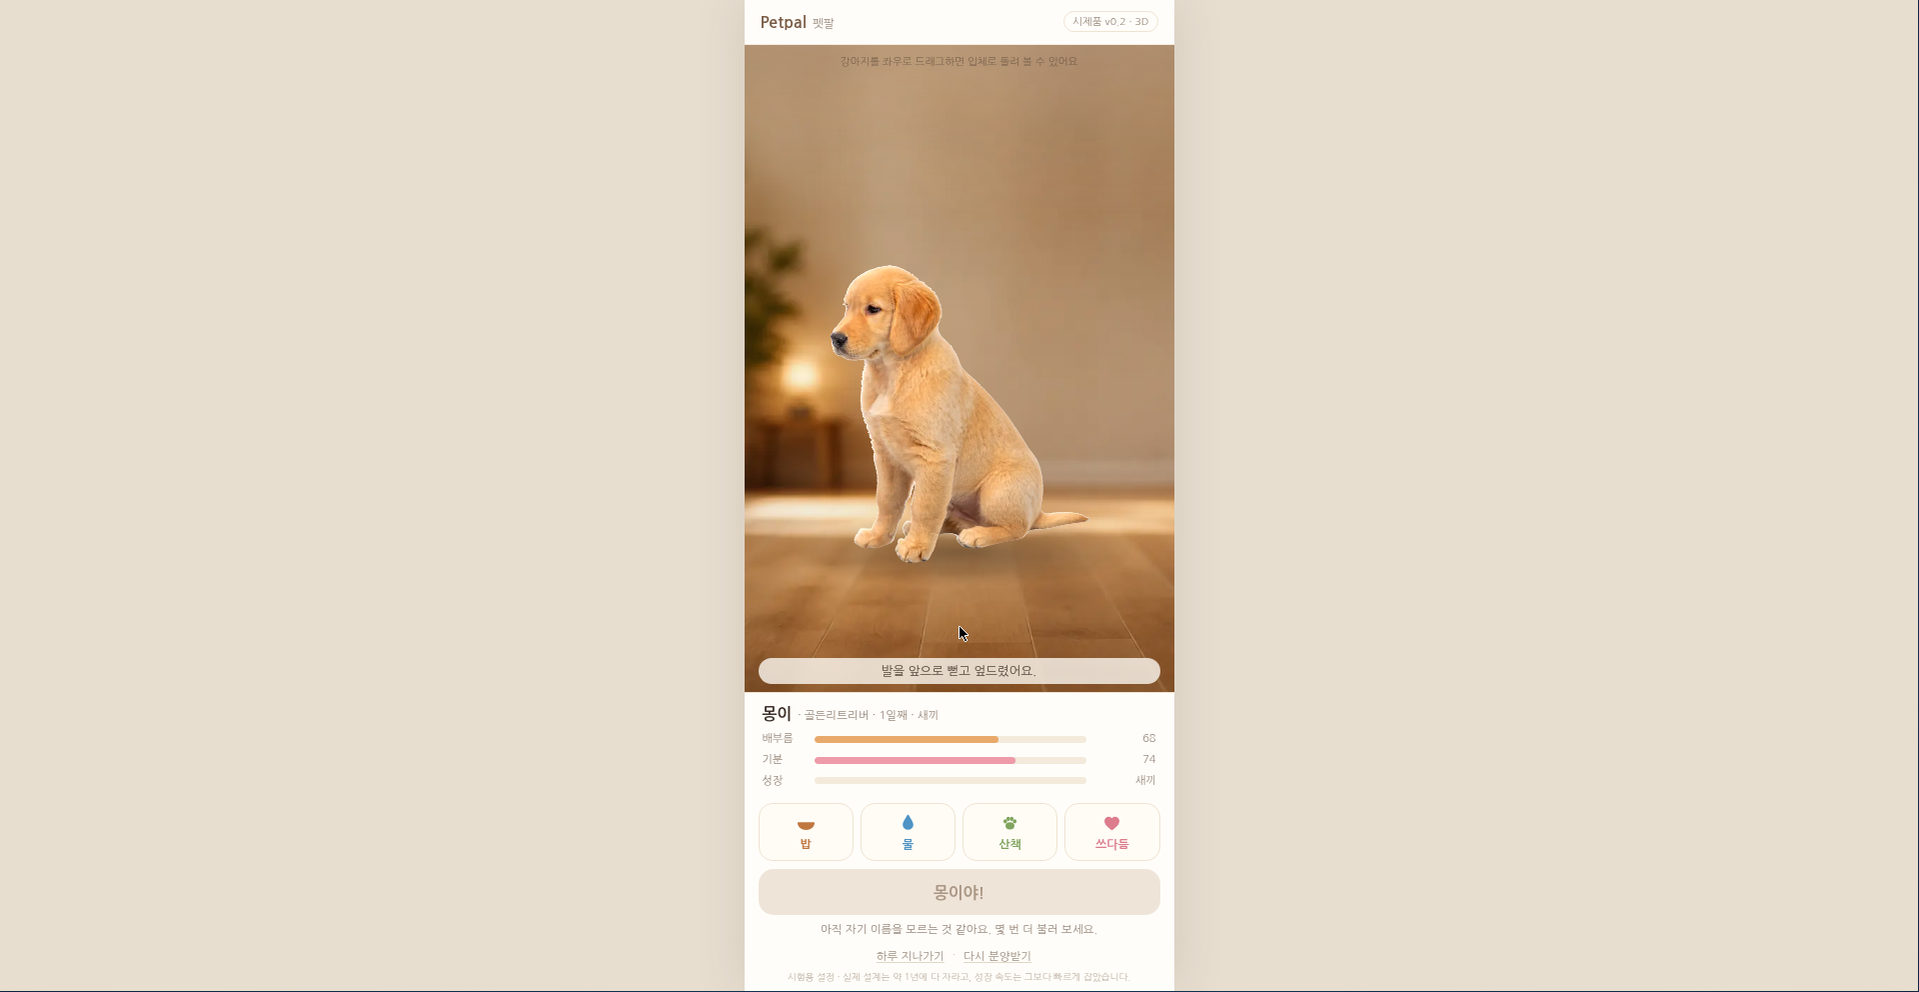 Petpal 펫팔
시제품 v0.2 · 3D
강아지를 좌우로 드래그하면 입체로 돌려 볼 수 있어요
발을 앞으로 뻗고 엎드렸어요.
몽이 · 골든리트리버 · 1일째 · 새끼
배부름 68
기분 74
성장 새끼
밥 물 산책 쓰다듬
몽이야!
아직 자기 이름을 모르는 것 같아요. 몇 번 더 불러 보세요.
하루 지나가기 · 다시 분양받기
시험용 설정 · 실제 설계는 약 1년에 다 자라고, 성장 속도는 그보다 빠르게 잡았습니다.